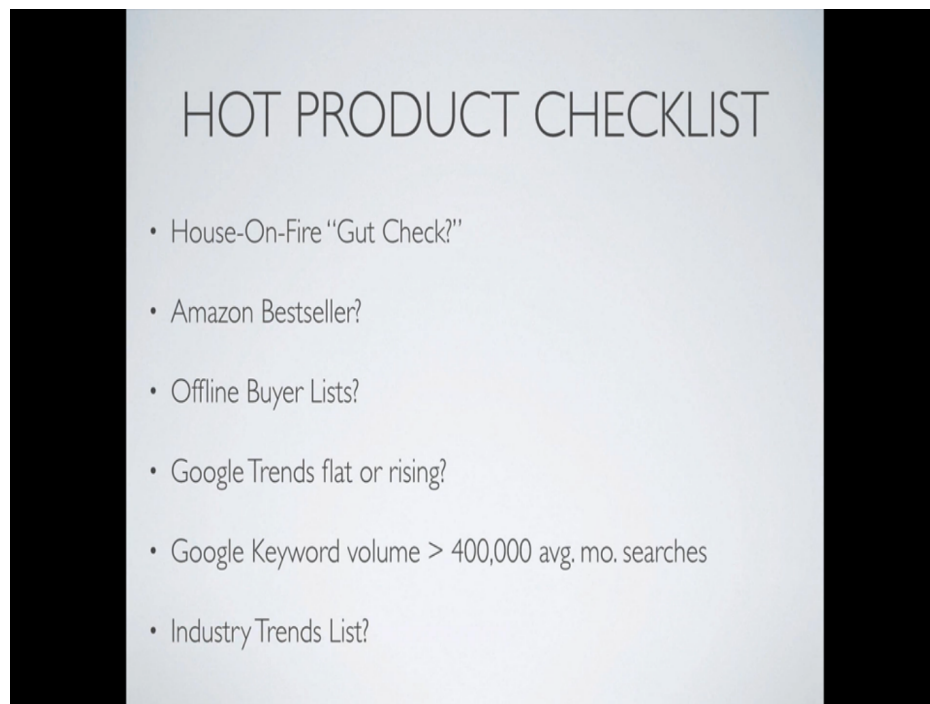 HOT PRODUCT CHECKLIST
• House-On-Fire “Gut Check?”
• Amazon Bestseller?
• Offline Buyer Lists?
• Google Trends flat or rising?
• Google Keyword volume > 400,000 avg. mo. searches
• Industry Trends List?